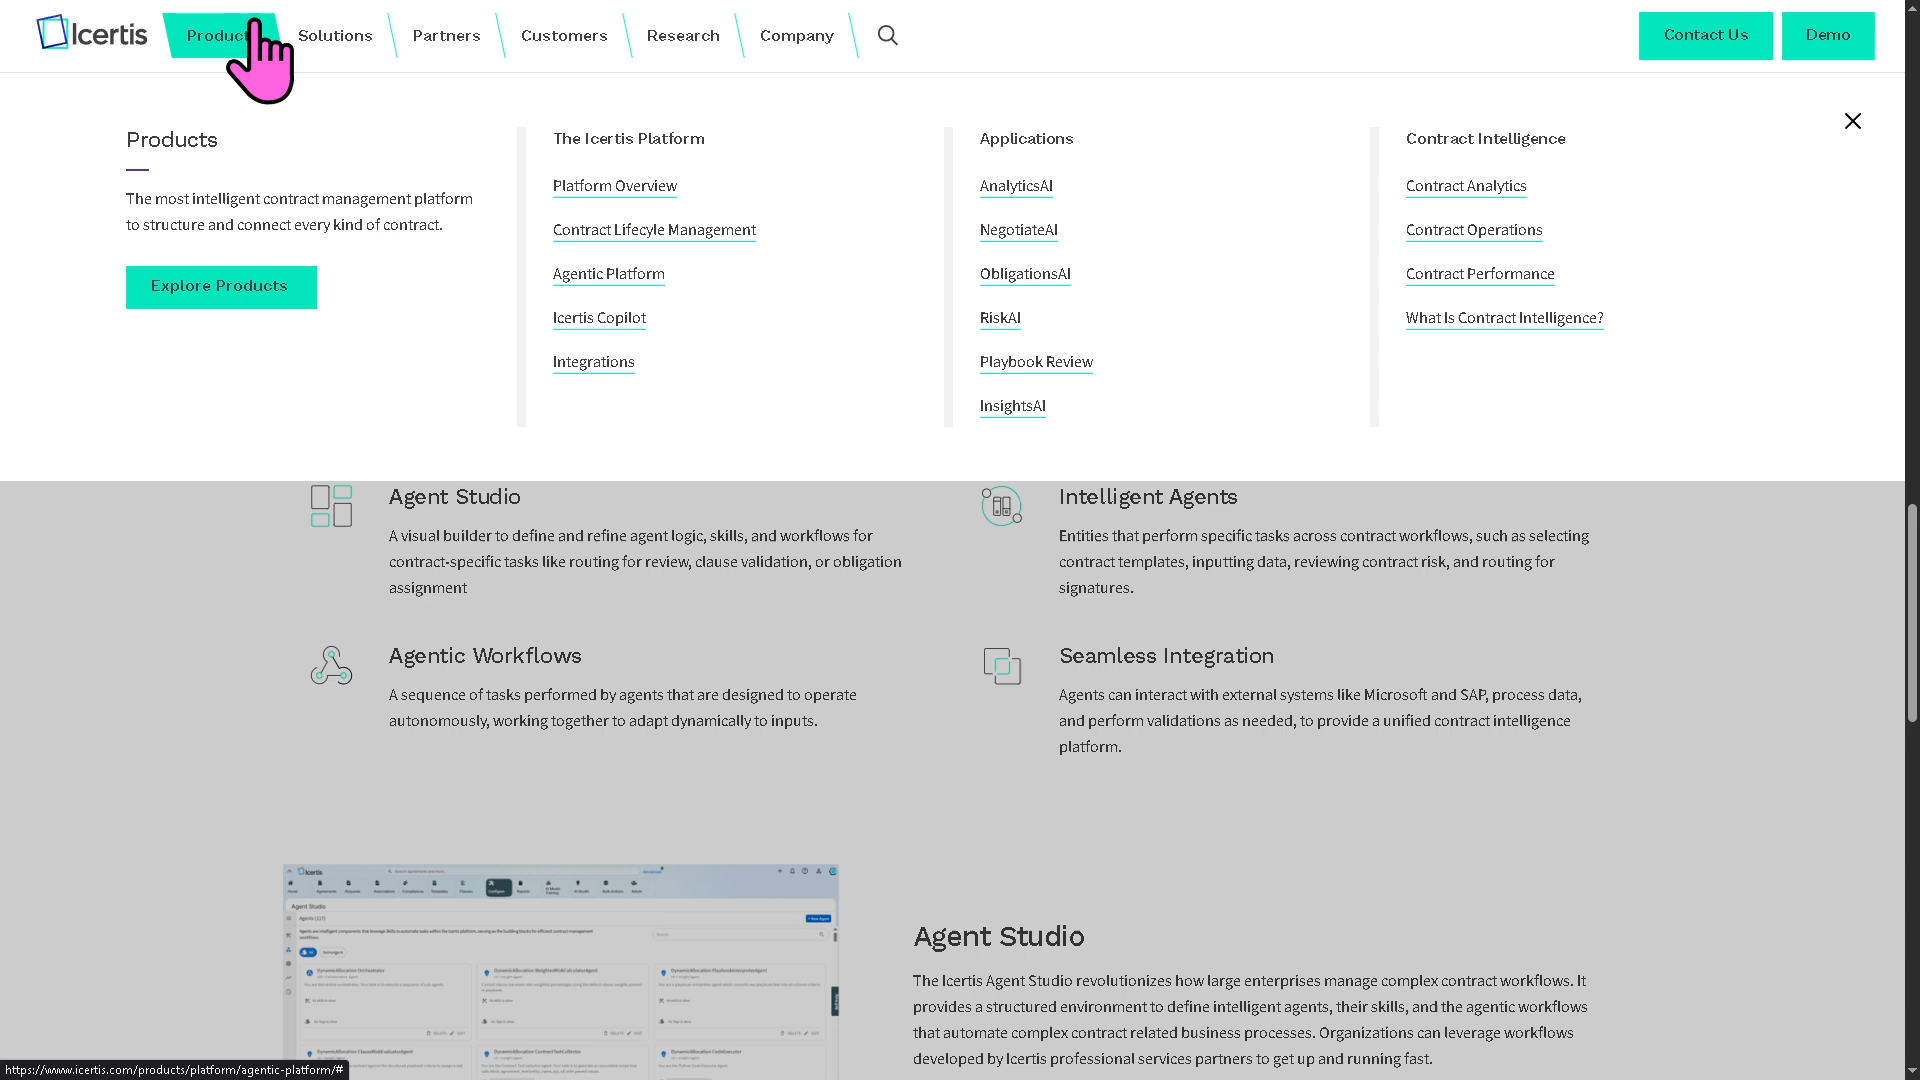 Icertis
Products
Solutions
Partners
Customers
Research
Company
Contact Us
Demo
Products
The most intelligent contract management platform
to structure and connect every kind of contract.
Explore Products
The Icertis Platform
Platform Overview
Contract Lifecyle Management
Agentic Platform
Icertis Copilot
Integrations
Applications
AnalyticsAI
NegotiateAI
ObligationsAI
RiskAI
Playbook Review
InsightsAI
Contract Intelligence
Contract Analytics
Contract Operations
Contract Performance
What Is Contract Intelligence?
Agent Studio
A visual builder to define and refine agent logic, skills, and workflows for
contract-specific tasks like routing for review, clause validation, or obligation
assignment
Intelligent Agents
Entities that perform specific tasks across contract workflows, such as selecting
contract templates, inputting data, reviewing contract risk, and routing for
signatures.
Agentic Workflows
A sequence of tasks performed by agents that are designed to operate
autonomously, working together to adapt dynamically to inputs.
Seamless Integration
Agents can interact with external systems like Microsoft and SAP, process data,
and perform validations as needed, to provide a unified contract intelligence
platform.
Icertis
Agent Studio
Agents (117)
Agent Studio
The Icertis Agent Studio revolutionizes how large enterprises manage complex contract workflows. It
provides a structured environment to define intelligent agents, their skills, and the agentic workflows
that automate complex contract related business processes. Organizations can leverage workflows
developed by Icertis professional services partners to get up and running fast.
https://www.icertis.com/products/platform/agentic-platform/#